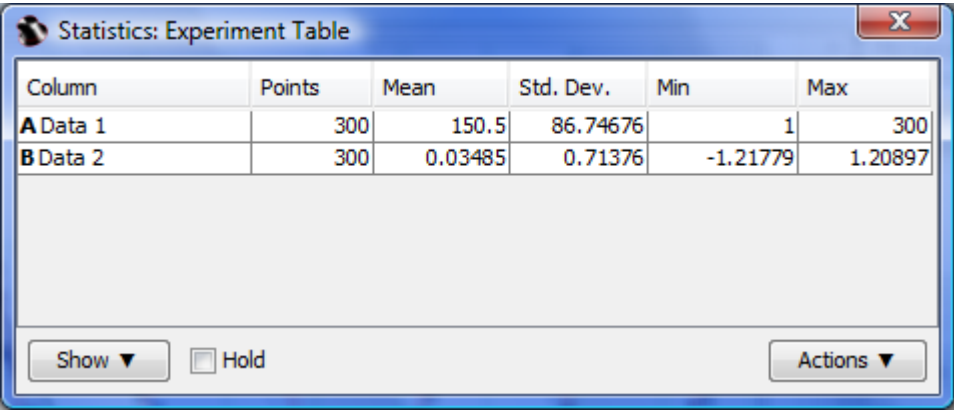 Statistics: Experiment Table
X
Column Points Mean Std. Dev. Min Max
A Data 1 300 150.5 86.74676 1 300
B Data 2 300 0.03485 0.71376 -1.21779 1.20897
Show ▼ Hold Actions ▼